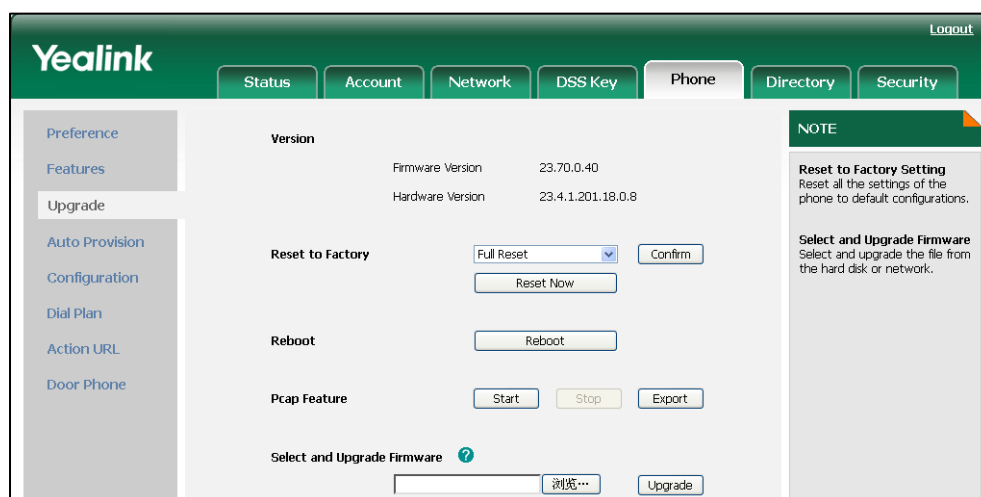 Logout
Yealink
Status Account Network DSS Key Phone Directory Security
Preference
Features
Upgrade
Auto Provision
Configuration
Dial Plan
Action URL
Door Phone
Version
Firmware Version 23.70.0.40
Hardware Version 23.4.1.201.18.0.8
Reset to Factory Full Reset Confirm
Reset Now
Reboot Reboot
Pcap Feature Start Stop Export
Select and Upgrade Firmware ?
浏览… Upgrade
NOTE
Reset to Factory Setting
Reset all the settings of the
phone to default configurations.
Select and Upgrade Firmware
Select and upgrade the file from
the hard disk or network.